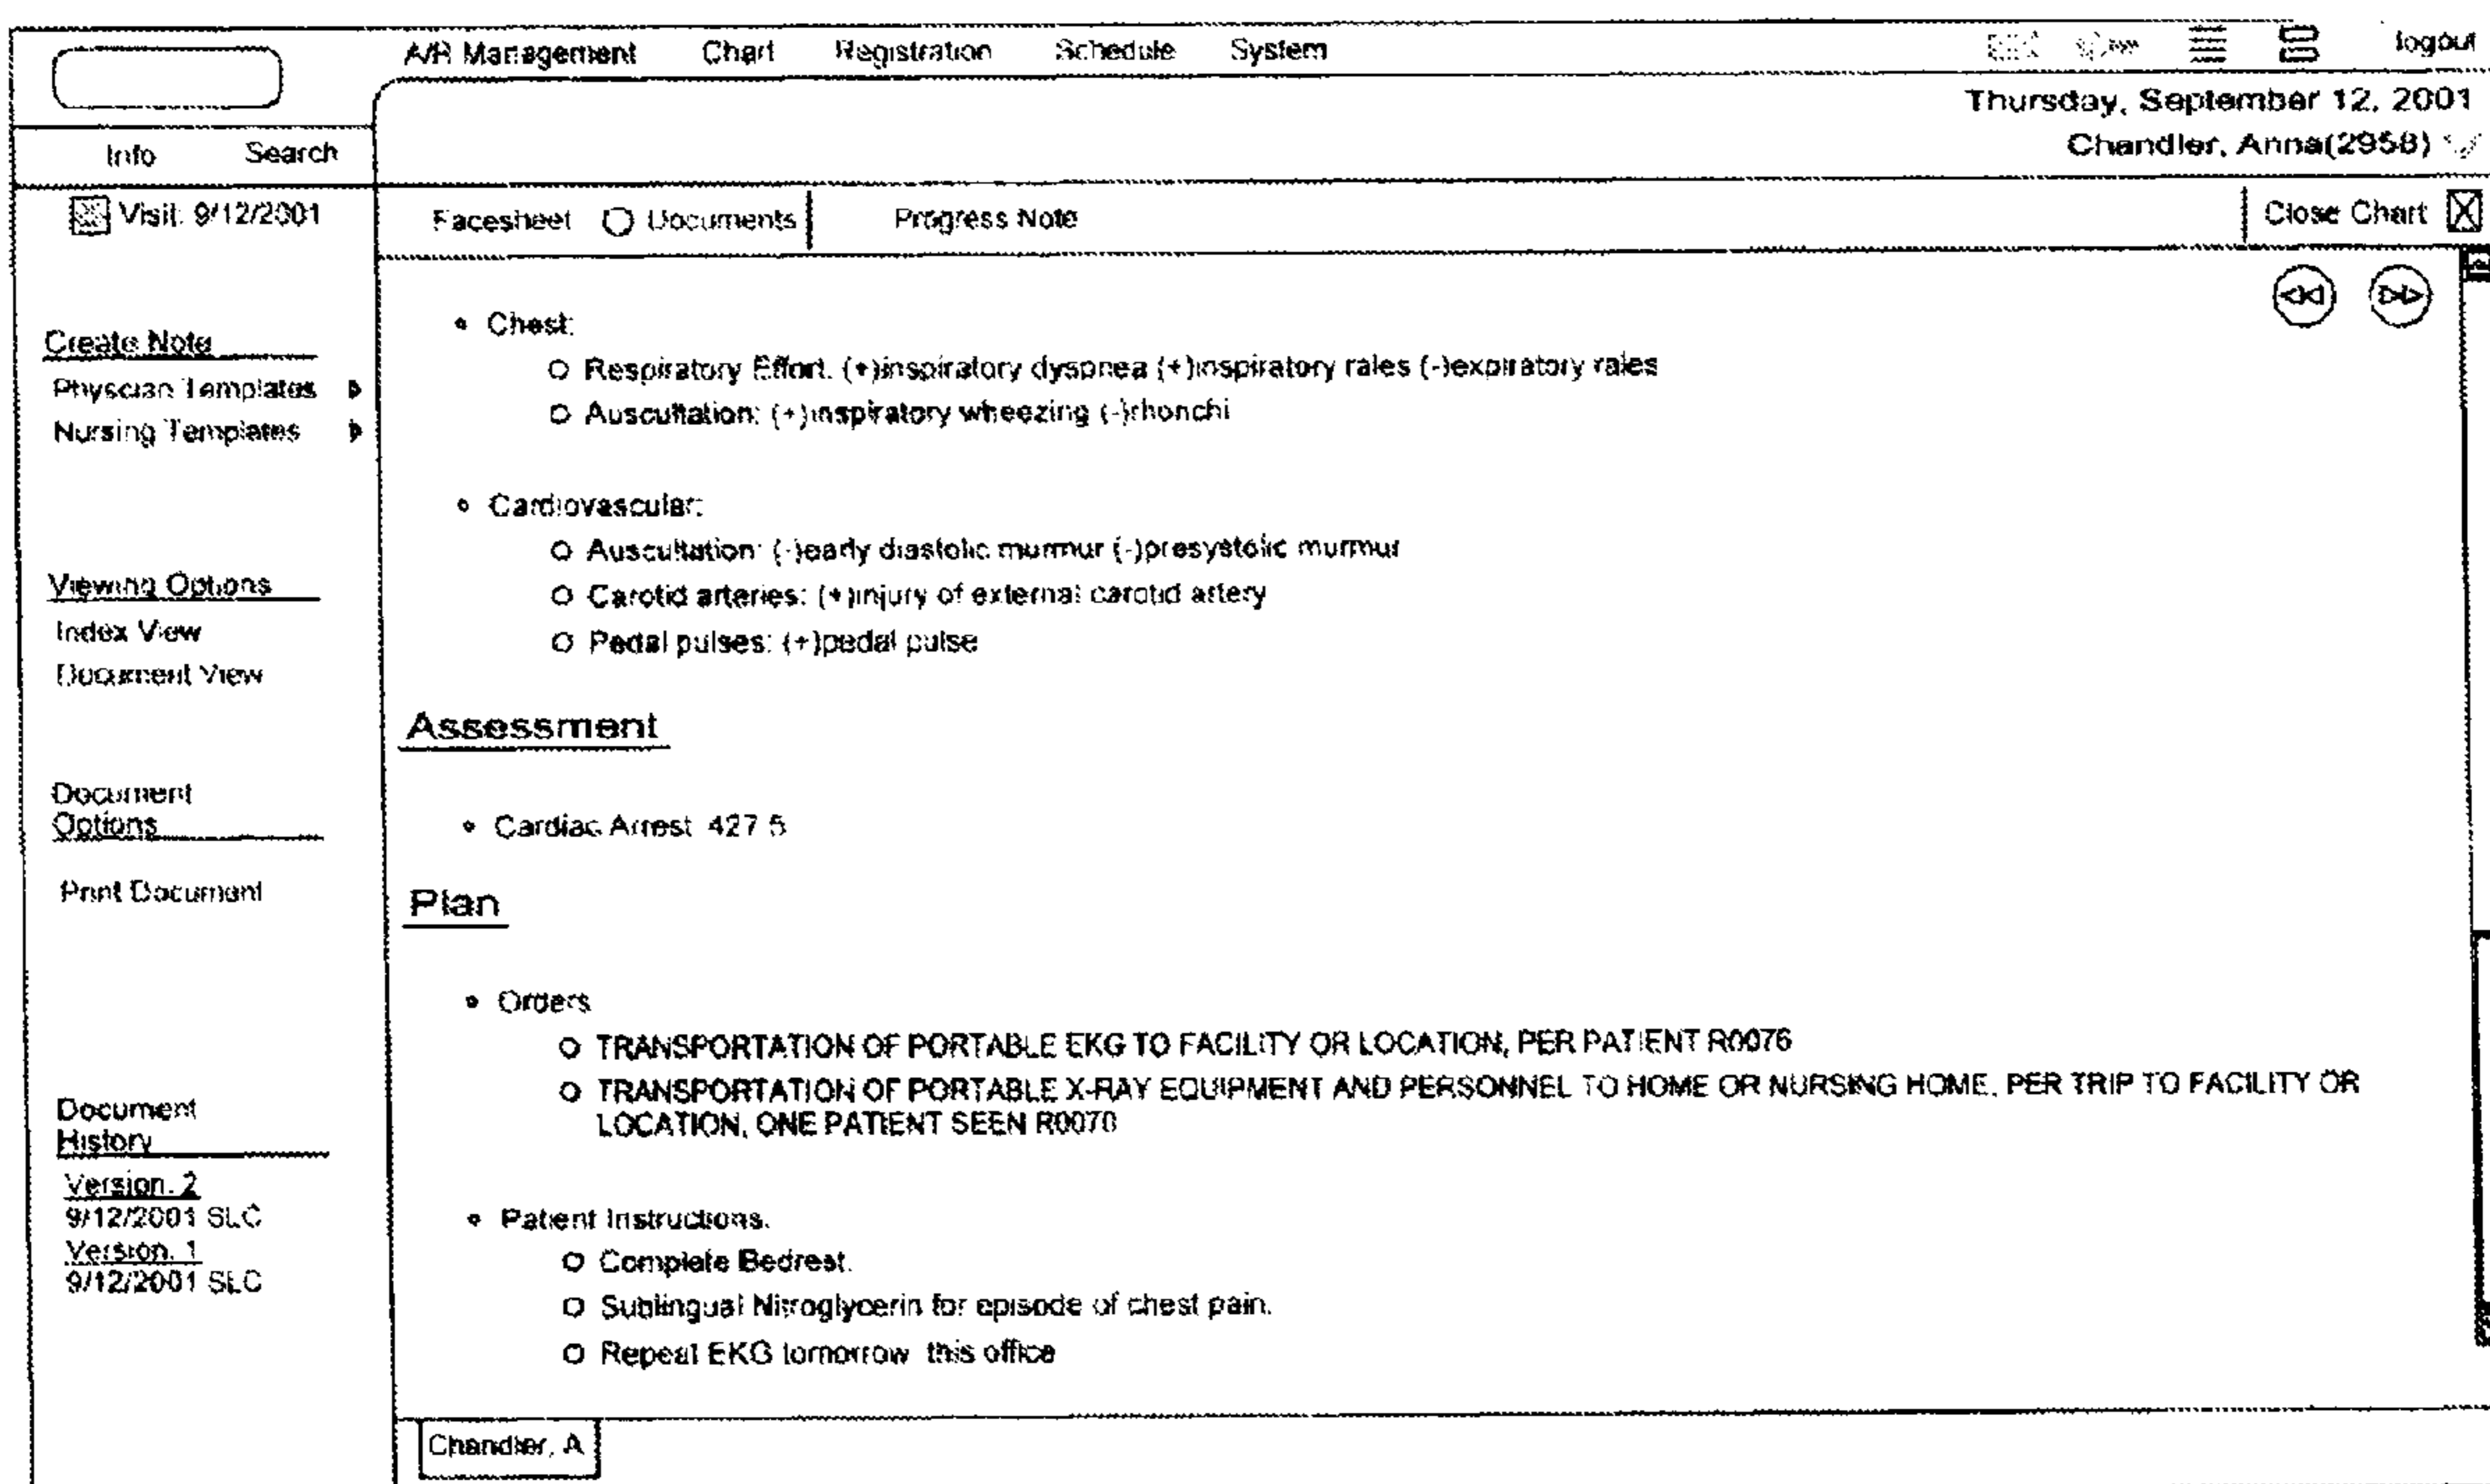 A/R Management Chart Registration Schedule System logout
Thursday, September 12, 2001
Info Search
Chandler, Anna(2958)
Visit: 9/12/2001
Facesheet Documents Progress Note Close Chart
Create Note
Physcian Templates
Nursing Templates
Viewing Options
Index View
Document View
Document
Options
Print Document
Document
History
Version. 2
9/12/2001 SLC
Version. 1
9/12/2001 SLC
Chest:
Respiratory Effort. (+)inspiratory dyspnea (+)inspiratory rales (-)expiratory rales
Auscultation: (+)inspiratory wheezing (-)rhonchi
Cardiovascular:
Auscultation: (-)early diastolic murmur (-)presystolic murmur
Carotid arteries: (+)injury of external carotid artery
Pedal pulses: (+)pedal pulse
Assessment
Cardiac Arrest 427 5
Plan
Orders
TRANSPORTATION OF PORTABLE EKG TO FACILITY OR LOCATION, PER PATIENT R0076
TRANSPORTATION OF PORTABLE X-RAY EQUIPMENT AND PERSONNEL TO HOME OR NURSING HOME, PER TRIP TO FACILITY OR
LOCATION, ONE PATIENT SEEN R0070
Patient Instructions.
Complete Bedrest.
Sublingual Nitroglycerin for episode of chest pain.
Repeat EKG tomorrow this office
Chandler, A